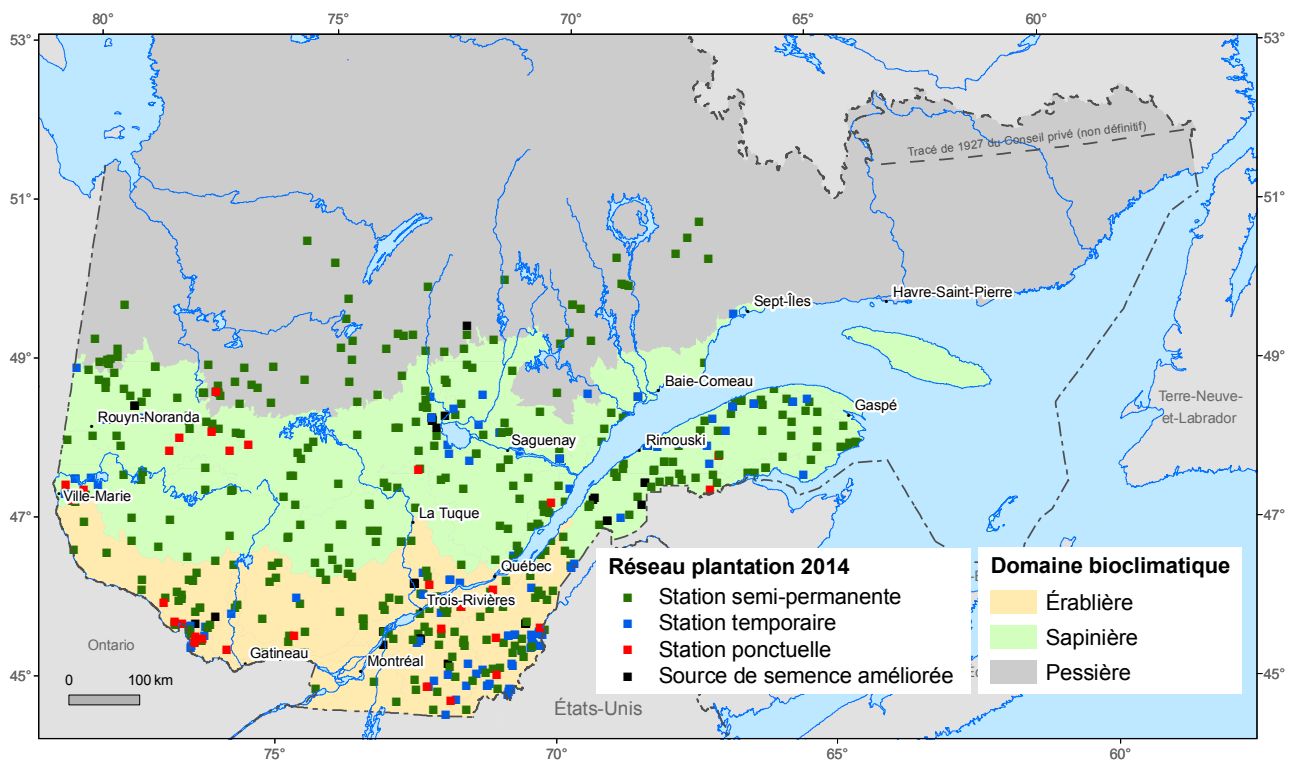 80°
75°
70°
65°
60°
53°
53°
Tracé de 1927 du Conseil privé (non définitif)
51°
51°
Sept-Îles
Havre-Saint-Pierre
49°
49°
Baie-Comeau
Terre-Neuve-
et-Labrador
Rouyn-Noranda
Gaspé
Saguenay
Rimouski
Ville-Marie
La Tuque
47°
47°
Québec
Réseau plantation 2014
Station semi-permanente
Station temporaire
Station ponctuelle
Source de semence améliorée
Domaine bioclimatique
Érablière
Sapinière
Pessière
Trois-Rivières
Ontario
Gatineau
Montréal
45°
45°
0
100 km
États-Unis
75°
70°
65°
60°